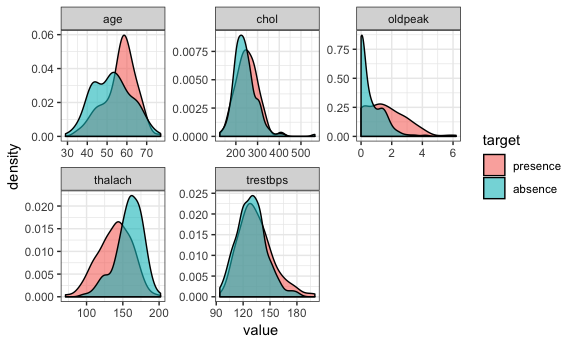 age chol oldpeak
0.06
0.04
0.02
0.00
0.0075
0.0050
0.0025
0.0000
0.75
0.50
0.25
0.00
30 40 50 60 70
200 300 400 500
0 2 4 6
density
target
presence
absence
thalach trestbps
0.020
0.015
0.010
0.005
0.000
0.025
0.020
0.015
0.010
0.005
0.000
100 150 200
90 120 150 180
value